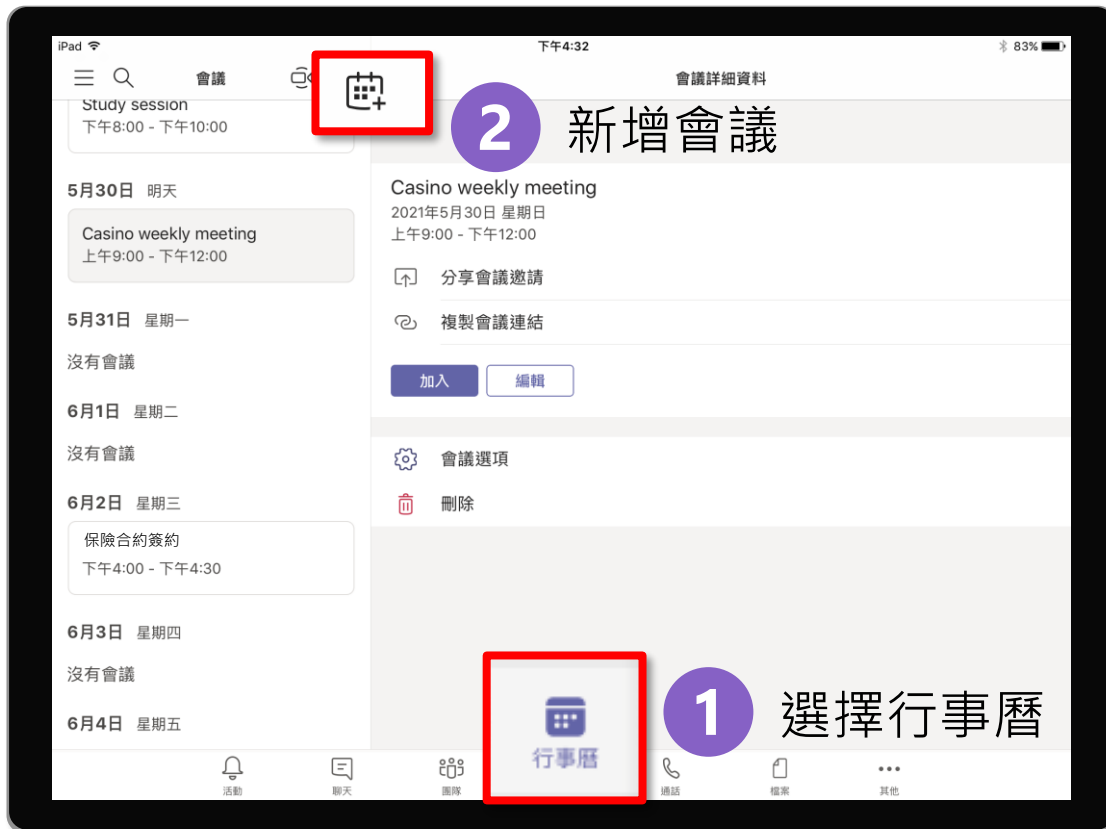 iPad
下午4:32
83%
會議
會議詳細資料
Study session
下午8:00 - 下午10:00
2 新增會議
5月30日 明天
Casino weekly meeting
上午9:00 - 下午12:00
5月31日 星期一
沒有會議
6月1日 星期二
沒有會議
6月2日 星期三
保險合約簽約
下午4:00 - 下午4:30
6月3日 星期四
沒有會議
6月4日 星期五
Casino weekly meeting
2021年5月30日 星期日
上午9:00 - 下午12:00
分享會議邀請
複製會議連結
加入
編輯
會議選項
刪除
1 選擇行事曆
活動
聊天
團隊
行事曆
通話
檔案
其他